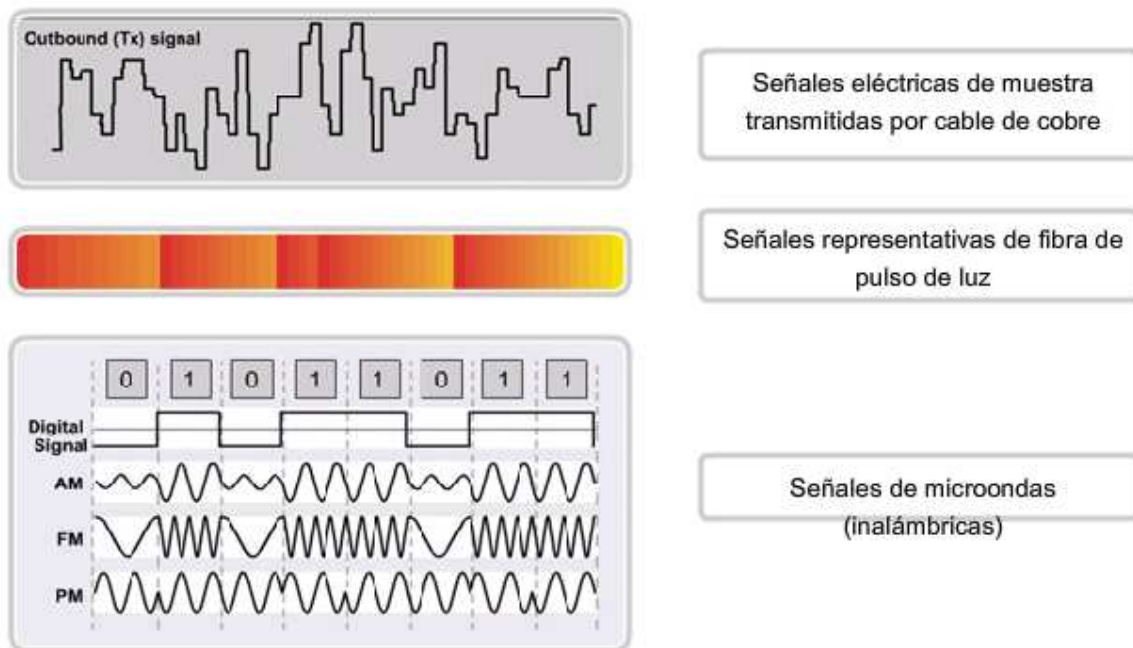 Outbound (Tx) signal
Señales eléctricas de muestra
transmitidas por cable de cobre
Señales representativas de fibra de
pulso de luz
0 1 0 1 1 0 1 1
Digital
Signal
AM
FM
PM
Señales de microondas
(inalámbricas)